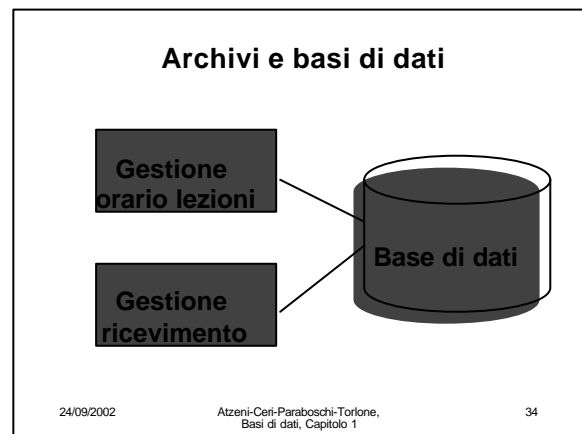 Archivi e basi di dati
Gestione
orario lezioni
Base di dati
Gestione
ricevimento
24/09/2002
Atzeni-Ceri-Paraboschi-Torlone,
Basi di dati, Capitolo 1
34